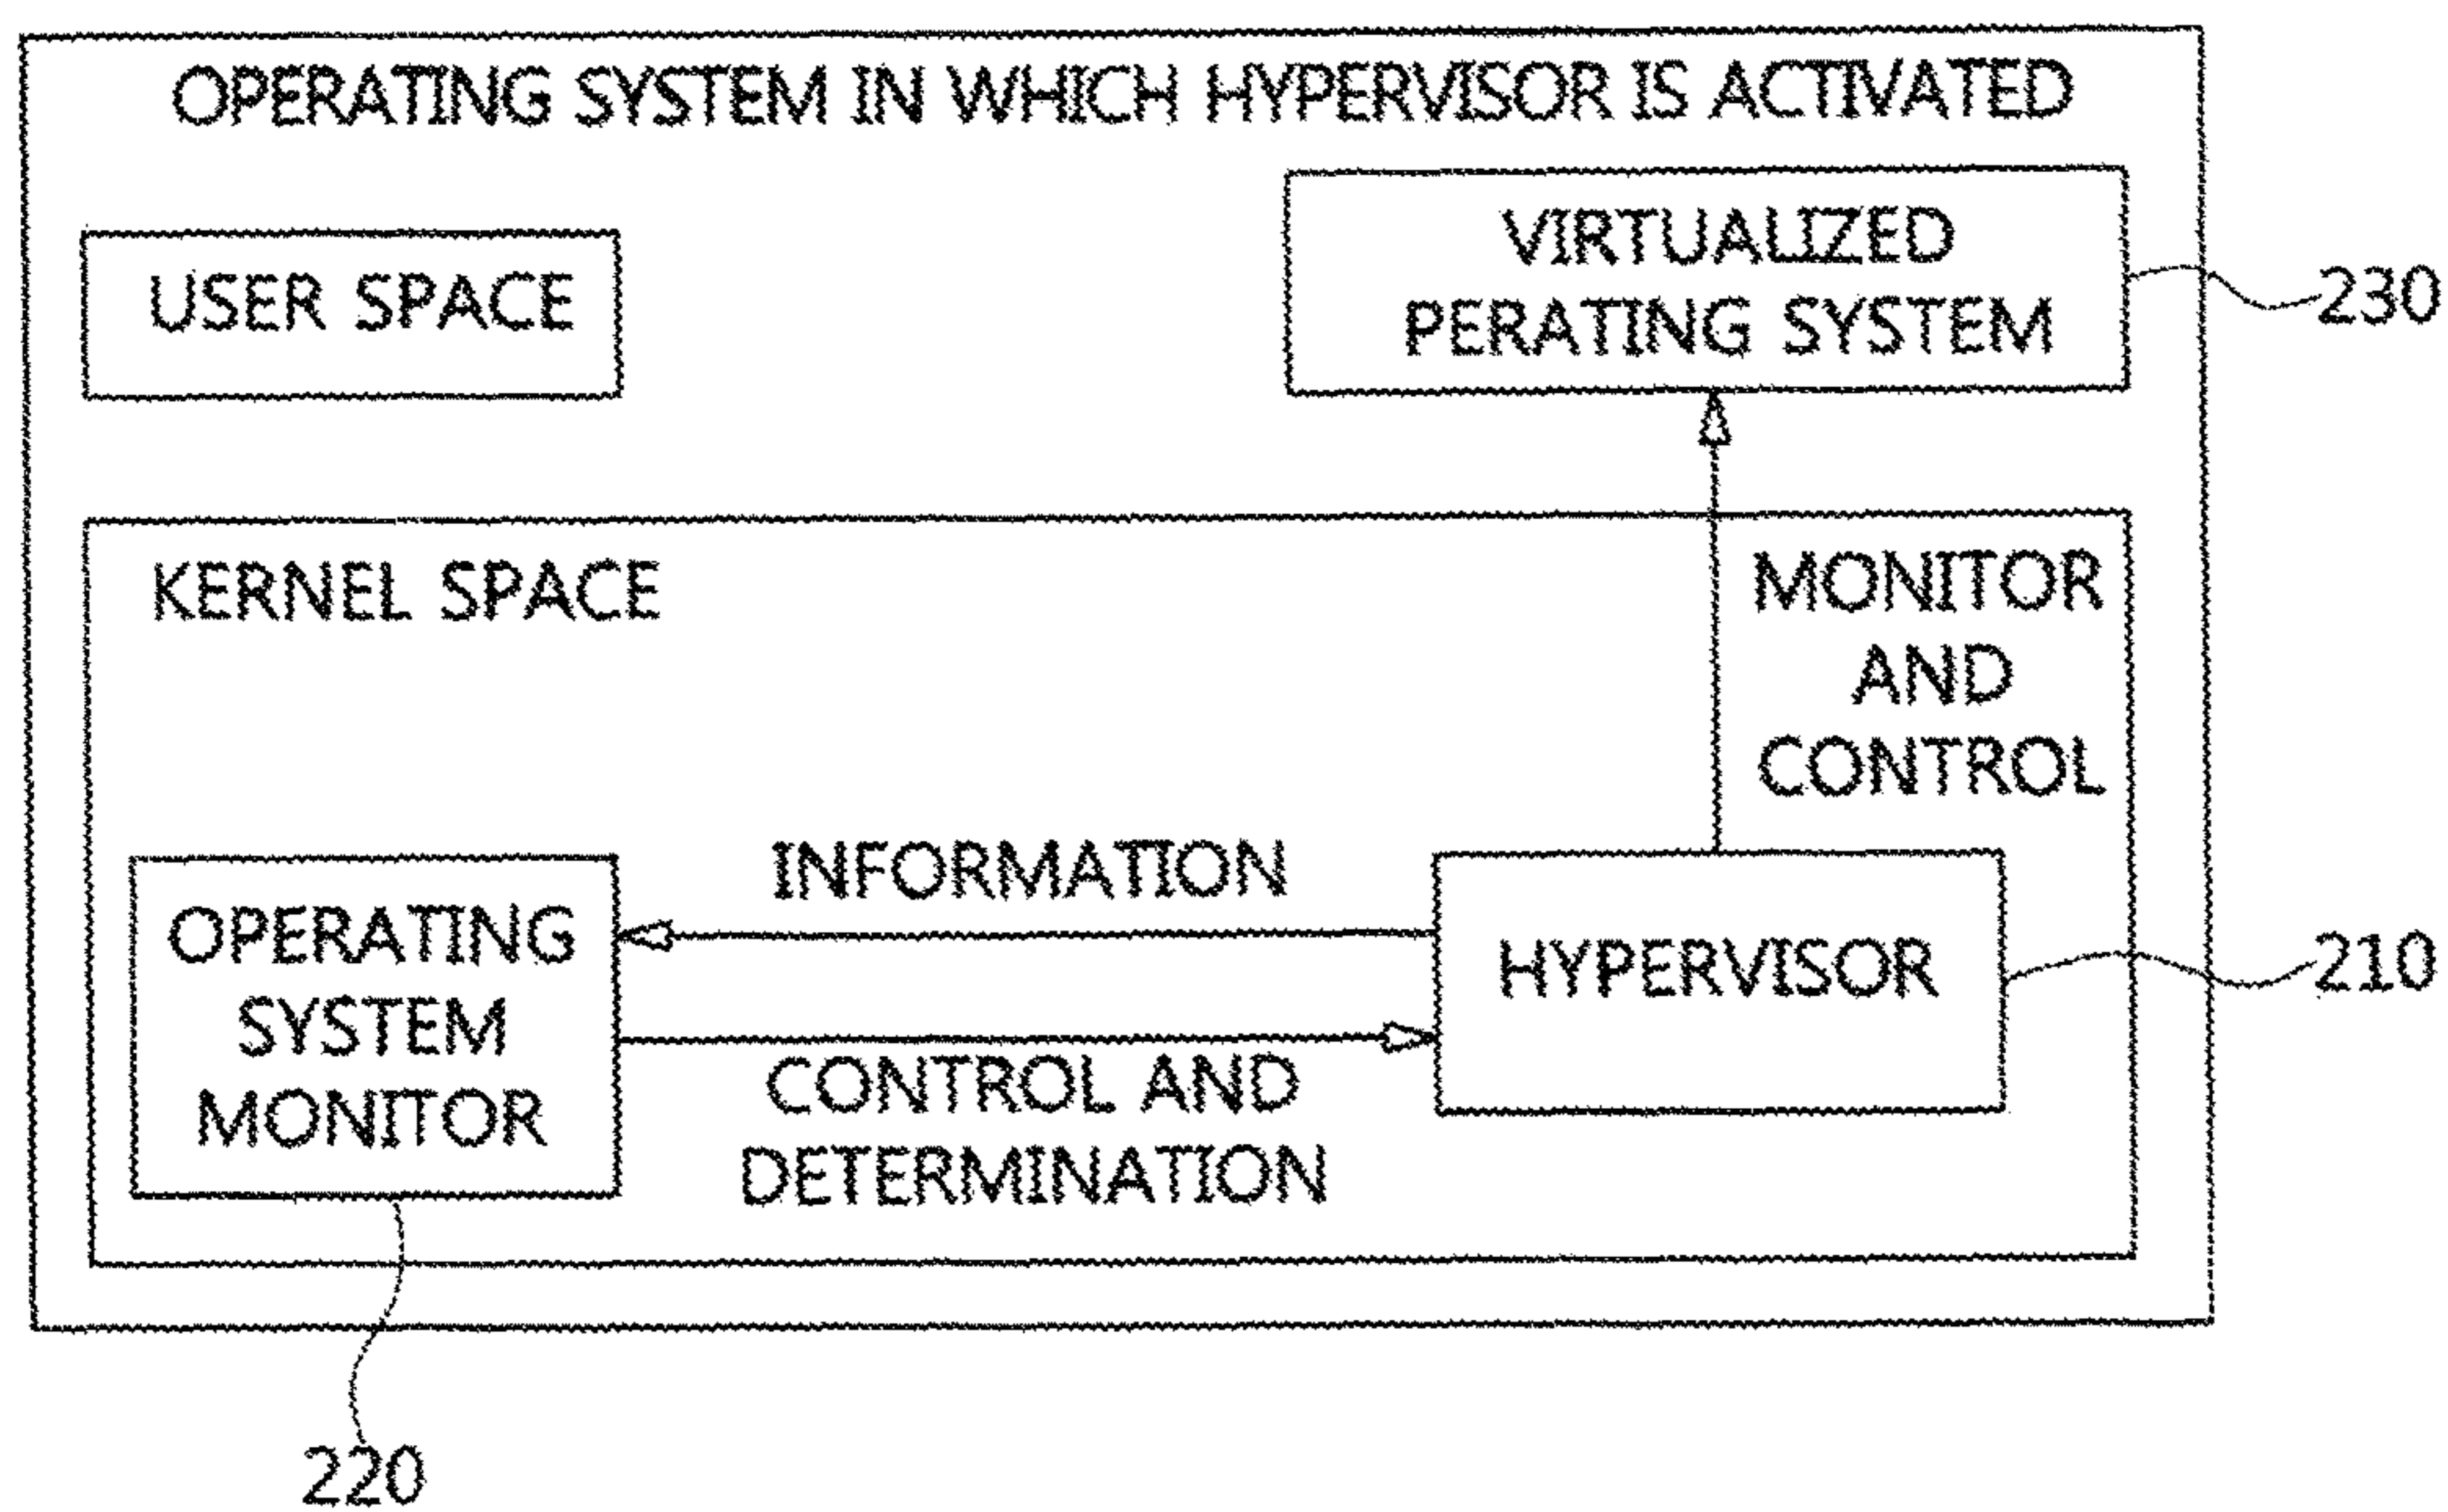 OPERATING SYSTEM IN WHICH HYPERVISOR IS ACTIVATED
USER SPACE
VIRTUALIZED
PERATING SYSTEM
230
KERNEL SPACE
MONITOR
AND
CONTROL
INFORMATION
OPERATING
SYSTEM
MONITOR
HYPERVISOR
210
CONTROL AND
DETERMINATION
220